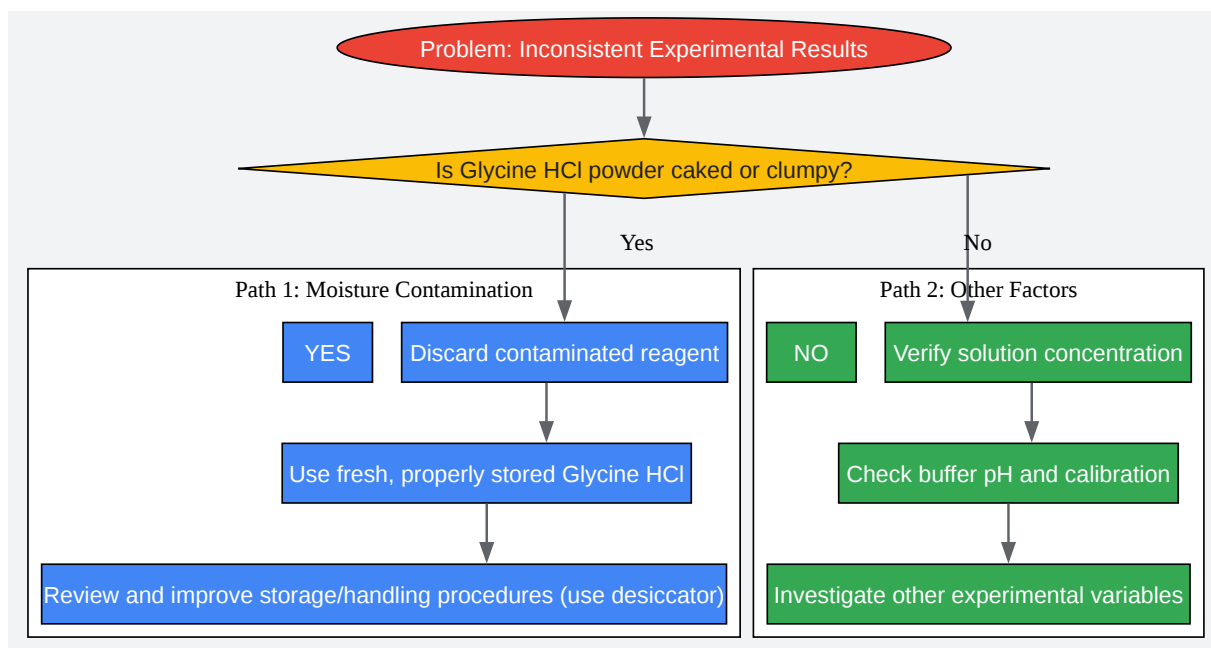 Problem: Inconsistent Experimental Results
Is Glycine HCl powder caked or clumpy?
Yes
No
Path 1: Moisture Contamination
YES
Discard contaminated reagent
Use fresh, properly stored Glycine HCl
Review and improve storage/handling procedures (use desiccator)
Path 2: Other Factors
NO
Verify solution concentration
Check buffer pH and calibration
Investigate other experimental variables